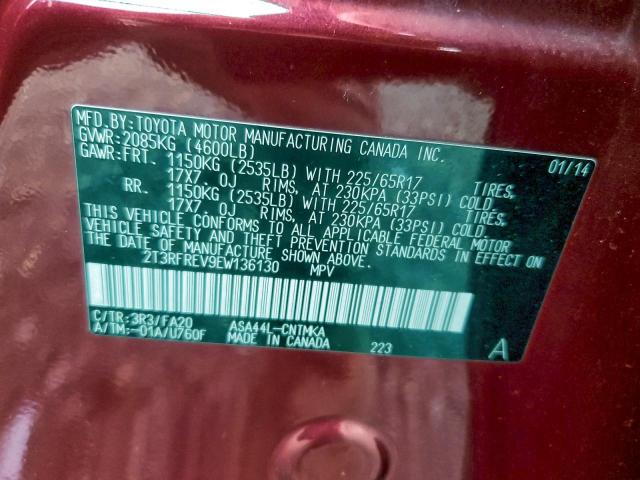 MFD. BY: TOYOTA MOTOR MANUFACTURING CANADA INC.
GVWR: 2085KG (4600LB) 01/14
GAWR: FRT. 1150KG (2535LB) WITH 225/65R17 TIRES,
17X7.0J RIMS, AT 230KPA (33PSI) COLD
RR. 1150KG (2535LB) WITH 225/65R17 TIRES,
17X7.0J RIMS, AT 230KPA (33PSI) COLD.
THIS VEHICLE CONFORMS TO ALL APPLICABLE FEDERAL MOTOR
VEHICLE SAFETY AND THEFT PREVENTION STANDARDS IN EFFECT ON
THE DATE OF MANUFACTURE SHOWN ABOVE.
2T3RFREV9EW136130 MPV
C/TR: 3R3/FA20 ASA44L-CNTMKA
A/TM: -01A/U760F MADE IN CANADA 223 A